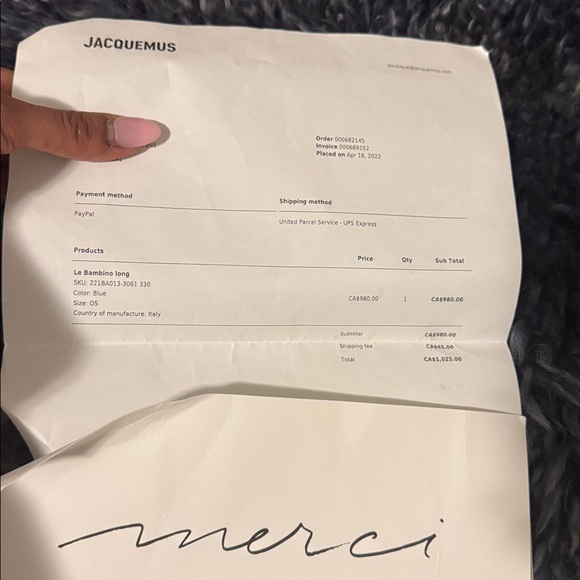 JACQUEMUS
Order 000682145
Invoice 000669152
Placed on Apr 18, 2022
Payment method
Shipping method
PayPal
United Parcel Service - UPS Express
Products Price Qty Sub Total
Le Bambino long
SKU: 221BA013-3061 330
Color: Blue
Size: OS
Country of manufacture: Italy
CA$980.00 1 CA$980.00
Subtotal CA$980.00
Shipping fee CA$45.00
Total CA$1,025.00
merci